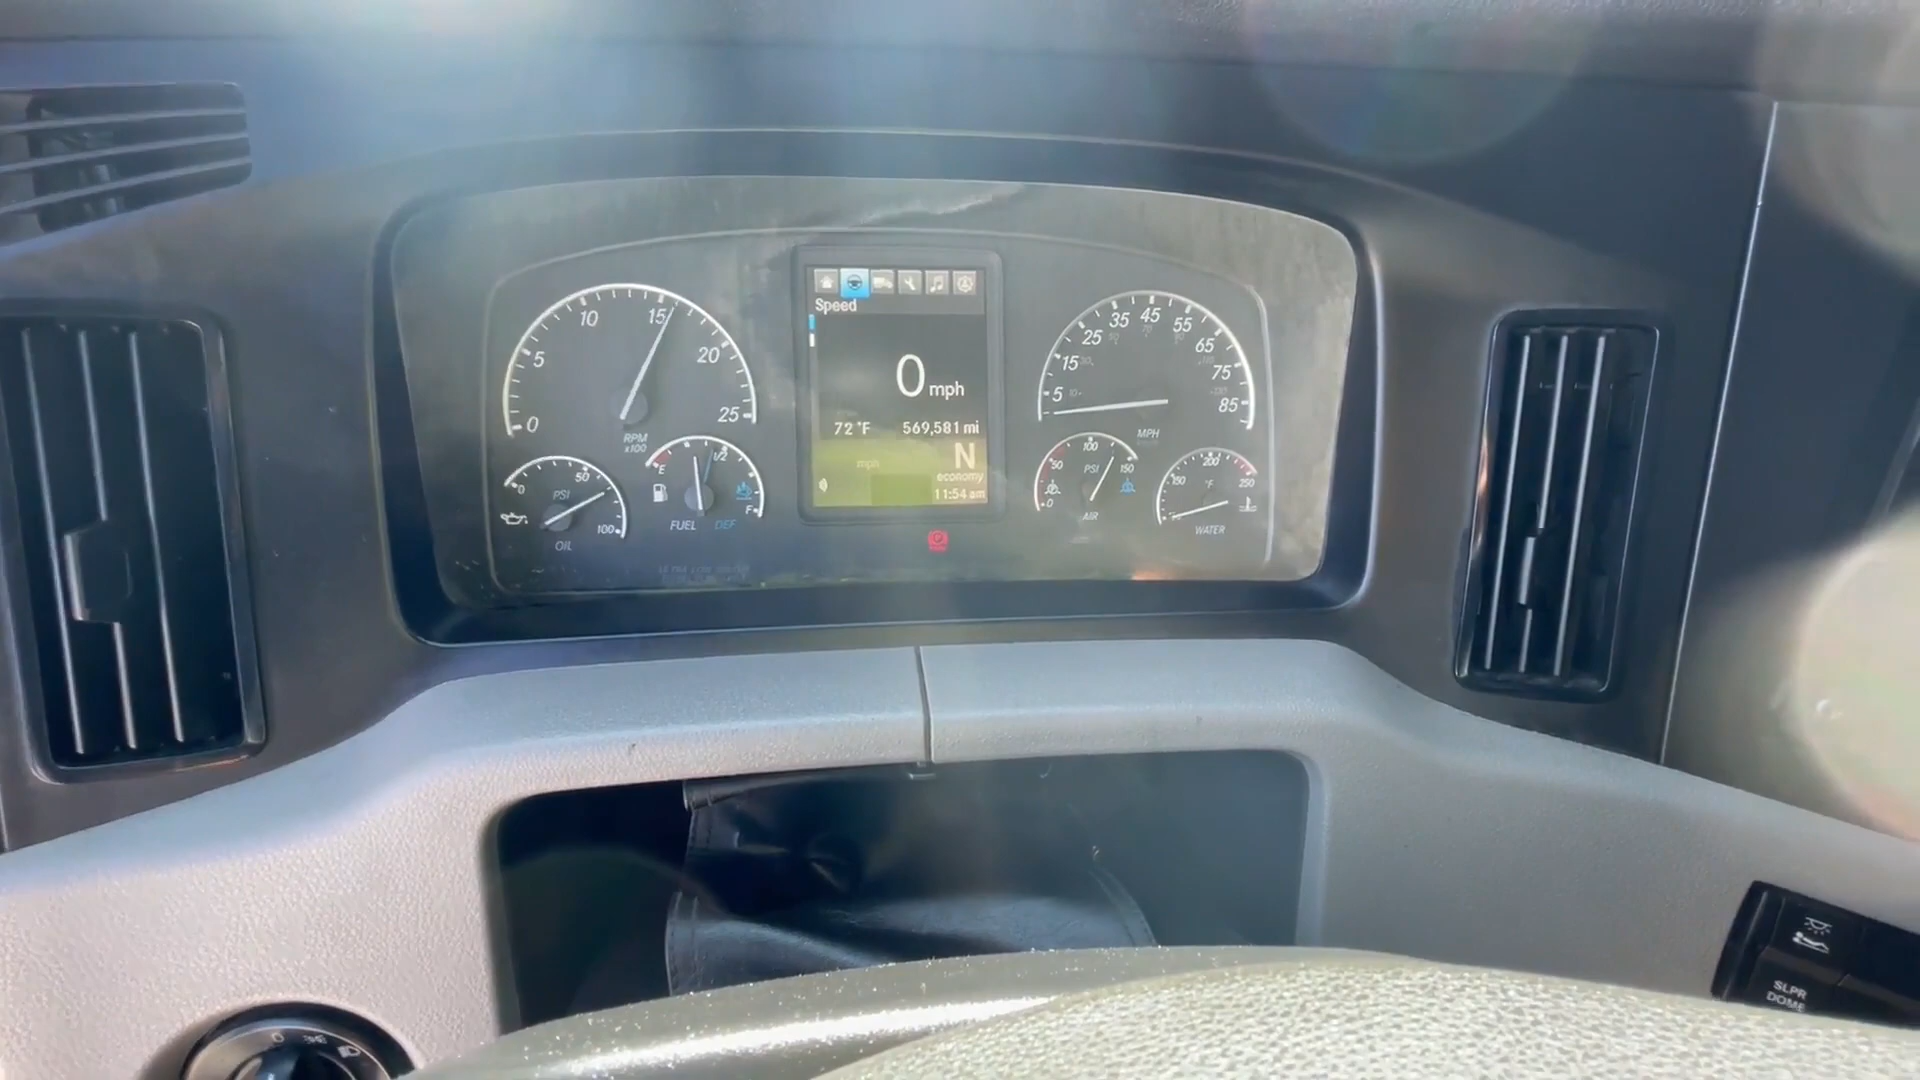 Speed
0 mph
72 °F 569,581 mi
mph
N
economy
11:54 am
0
5
10
15
20
25
RPM
x100
0
50
100
PSI
OIL
E
1/2
F
FUEL DEF
5
15
25
35
45
55
65
75
85
MPH
0
50
100
150
PSI
AIR
150
200
250
°F
WATER
0
SLPR
DOME